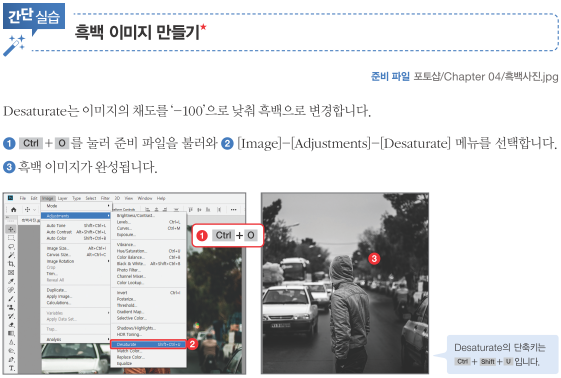 간단 실습
흑백 이미지 만들기★
준비 파일 포토샵/Chapter 04/흑백사진.jpg
Desaturate는 이미지의 채도를 '-100'으로 낮춰 흑백으로 변경합니다.
❶ Ctrl + O 를 눌러 준비 파일을 불러와 ❷ [Image]-[Adjustments]-[Desaturate] 메뉴를 선택합니다.
❸ 흑백 이미지가 완성됩니다.
File Edit Image Layer Type Select Filter 3D View Window Help
Mode
Adjustments
Auto Tone Shift+Ctrl+L
Auto Contrast Alt+Shift+Ctrl+L
Auto Color Shift+Ctrl+B
Image Size... Alt+Ctrl+I
Canvas Size... Alt+Ctrl+C
Image Rotation
Crop
Trim...
Reveal All
Duplicate...
Apply Image...
Calculations...
Variables
Apply Data Set...
Trap...
Analysis
Brightness/Contrast...
Levels... Ctrl+L
Curves... Ctrl+M
Exposure...
Vibrance...
Hue/Saturation... Ctrl+U
Color Balance... Ctrl+B
Black & White... Alt+Shift+Ctrl+B
Photo Filter...
Channel Mixer...
Color Lookup...
Invert Ctrl+I
Posterize...
Threshold...
Gradient Map...
Selective Color...
Shadows/Highlights...
HDR Toning...
Desaturate Shift+Ctrl+U
Match Color...
Replace Color...
Equalize
❶ Ctrl + O
❷
❸
Desaturate의 단축키는
Ctrl + Shift + U 입니다.